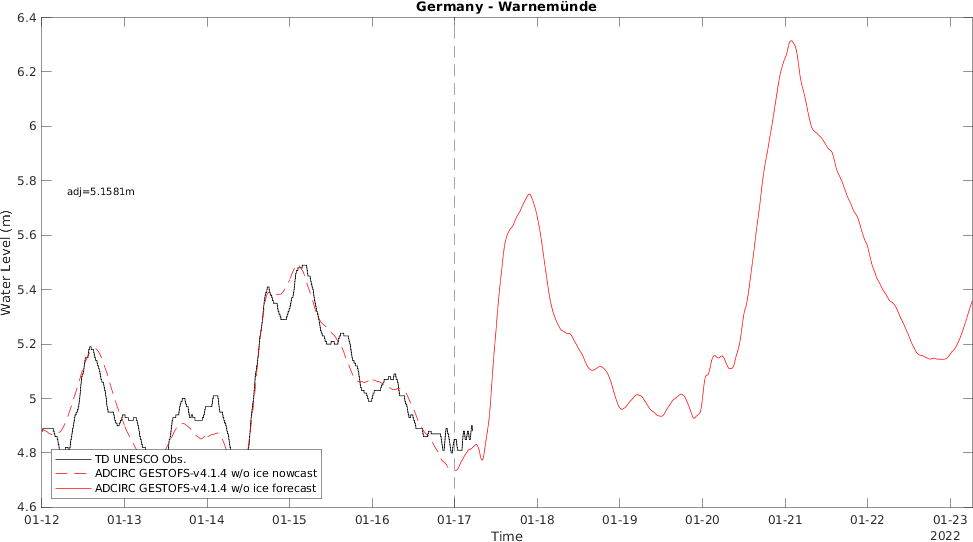 Germany - Warnemünde
6.4
6.2
6
5.8
5.6
5.4
5.2
5
4.8
4.6
Water Level (m)
adj=5.1581m
TD UNESCO Obs.
ADCIRC GESTOFS-v4.1.4 w/o ice nowcast
ADCIRC GESTOFS-v4.1.4 w/o ice forecast
01-12 01-13 01-14 01-15 01-16 01-17 01-18 01-19 01-20 01-21 01-22 01-23
Time
2022